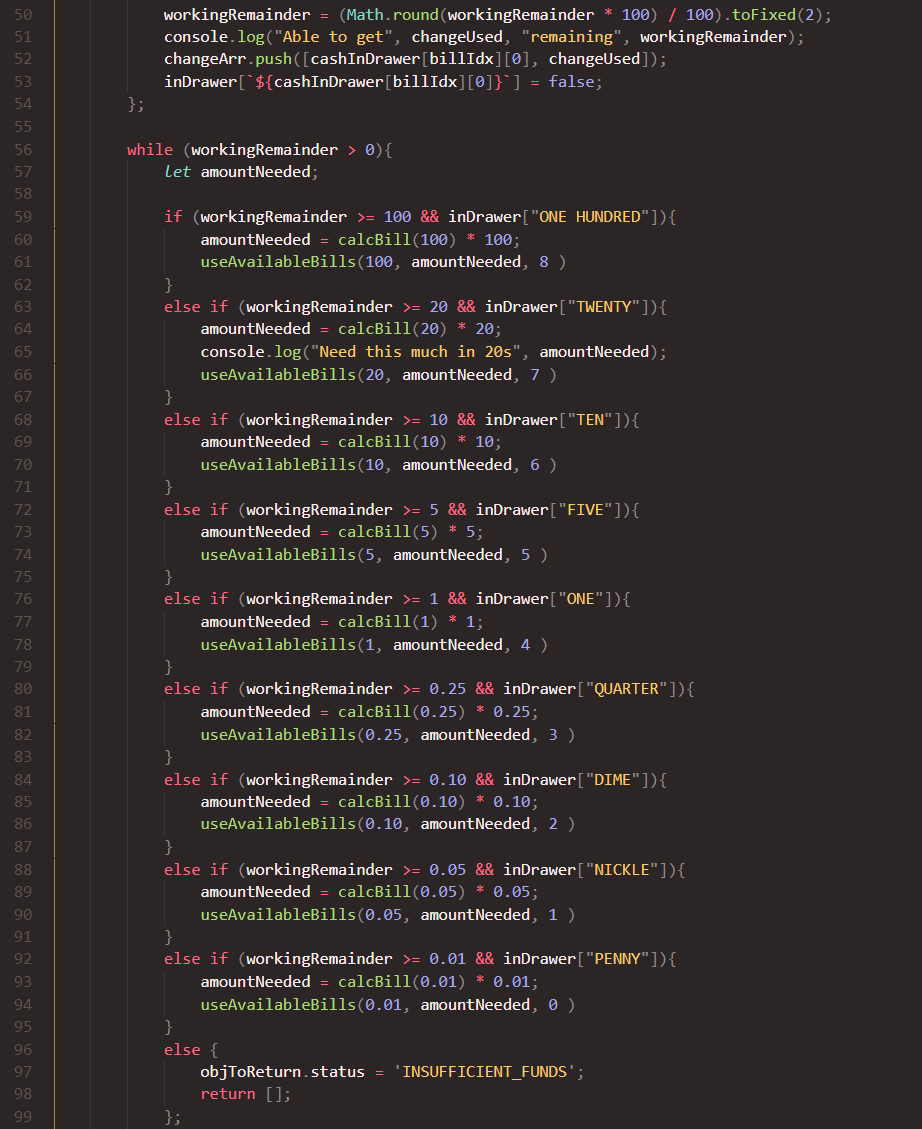 50 workingRemainder = (Math.round(workingRemainder * 100) / 100).toFixed(2);
51 console.log("Able to get", changeUsed, "remaining", workingRemainder);
52 changeArr.push([cashInDrawer[billIdx][0], changeUsed]);
53 inDrawer[`${cashInDrawer[billIdx][0]}`] = false;
54 };
55
56 while (workingRemainder > 0){
57 let amountNeeded;
58
59 if (workingRemainder >= 100 && inDrawer["ONE HUNDRED"]){
60 amountNeeded = calcBill(100) * 100;
61 useAvailableBills(100, amountNeeded, 8 )
62 }
63 else if (workingRemainder >= 20 && inDrawer["TWENTY"]){
64 amountNeeded = calcBill(20) * 20;
65 console.log("Need this much in 20s", amountNeeded);
66 useAvailableBills(20, amountNeeded, 7 )
67 }
68 else if (workingRemainder >= 10 && inDrawer["TEN"]){
69 amountNeeded = calcBill(10) * 10;
70 useAvailableBills(10, amountNeeded, 6 )
71 }
72 else if (workingRemainder >= 5 && inDrawer["FIVE"]){
73 amountNeeded = calcBill(5) * 5;
74 useAvailableBills(5, amountNeeded, 5 )
75 }
76 else if (workingRemainder >= 1 && inDrawer["ONE"]){
77 amountNeeded = calcBill(1) * 1;
78 useAvailableBills(1, amountNeeded, 4 )
79 }
80 else if (workingRemainder >= 0.25 && inDrawer["QUARTER"]){
81 amountNeeded = calcBill(0.25) * 0.25;
82 useAvailableBills(0.25, amountNeeded, 3 )
83 }
84 else if (workingRemainder >= 0.10 && inDrawer["DIME"]){
85 amountNeeded = calcBill(0.10) * 0.10;
86 useAvailableBills(0.10, amountNeeded, 2 )
87 }
88 else if (workingRemainder >= 0.05 && inDrawer["NICKLE"]){
89 amountNeeded = calcBill(0.05) * 0.05;
90 useAvailableBills(0.05, amountNeeded, 1 )
91 }
92 else if (workingRemainder >= 0.01 && inDrawer["PENNY"]){
93 amountNeeded = calcBill(0.01) * 0.01;
94 useAvailableBills(0.01, amountNeeded, 0 )
95 }
96 else {
97 objToReturn.status = 'INSUFFICIENT_FUNDS';
98 return [];
99 };